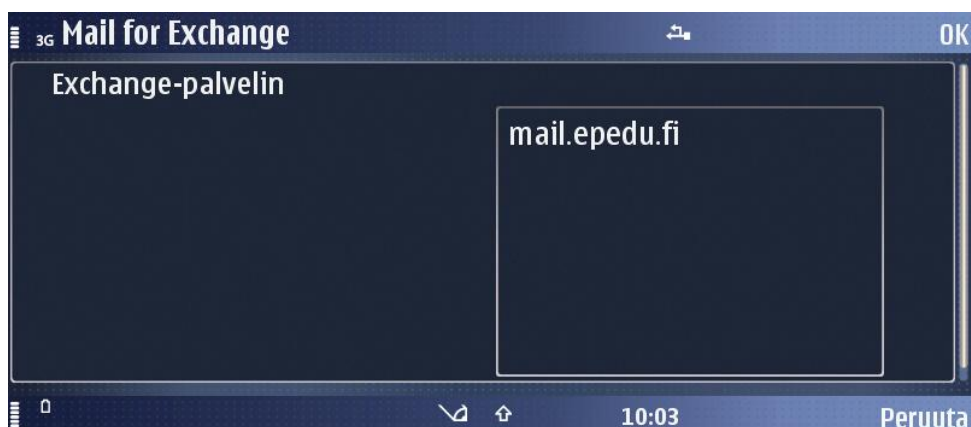 3G Mail for Exchange OK
Exchange-palvelin
mail.epedu.fi
10:03 Peruuta